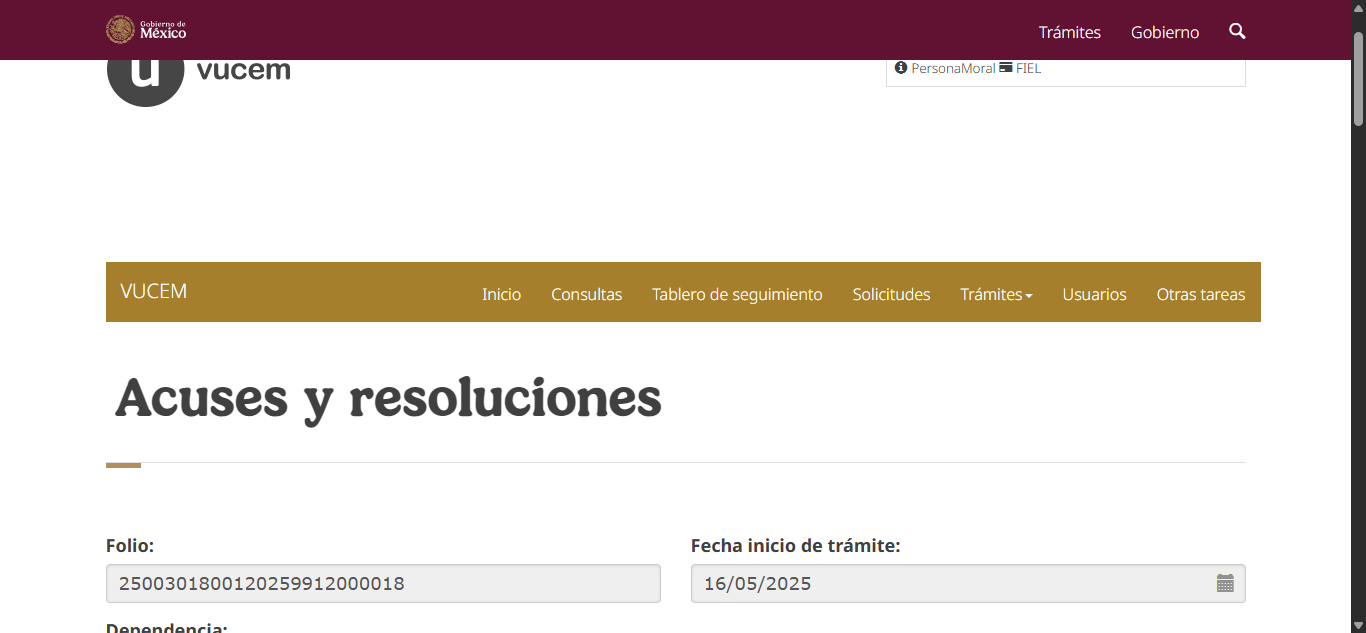 Gobierno de
México
Trámites Gobierno
u vucem
PersonaMoral FIEL
VUCEM Inicio Consultas Tablero de seguimiento Solicitudes Trámites Usuarios Otras tareas
Acuses y resoluciones
Folio: Fecha inicio de trámite:
2500301800120259912000018 16/05/2025
Dependencia: